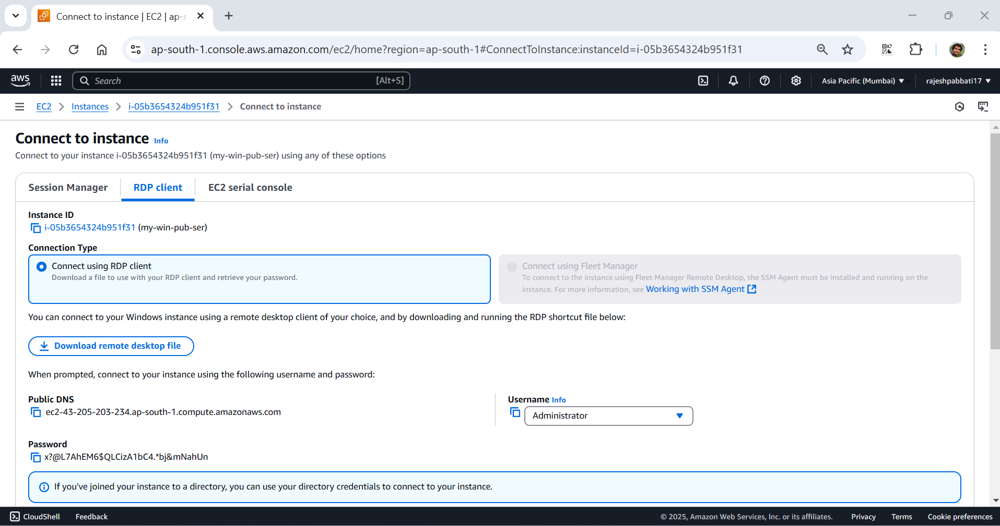 Connect to instance | EC2 | ap-s
ap-south-1.console.aws.amazon.com/ec2/home?region=ap-south-1#ConnectToInstance:instanceId=i-05b3654324b951f31
aws
Search
[Alt+S]
Asia Pacific (Mumbai)
rajeshpabbati17
EC2
Instances
i-05b3654324b951f31
Connect to instance
Connect to instance Info
Connect to your instance i-05b3654324b951f31 (my-win-pub-ser) using any of these options
Session Manager
RDP client
EC2 serial console
Instance ID
i-05b3654324b951f31 (my-win-pub-ser)
Connection Type
Connect using RDP client
Download a file to use with your RDP client and retrieve your password.
Connect using Fleet Manager
To connect to the instance using Fleet Manager Remote Desktop, the SSM Agent must be installed and running on the
instance. For more information, see Working with SSM Agent
You can connect to your Windows instance using a remote desktop client of your choice, and by downloading and running the RDP shortcut file below:
Download remote desktop file
When prompted, connect to your instance using the following username and password:
Public DNS
ec2-43-205-203-234.ap-south-1.compute.amazonaws.com
Username Info
Administrator
Password
x?@L7AhEM6$QLCizA1bC4.*bj&mNahUn
If you've joined your instance to a directory, you can use your directory credentials to connect to your instance.
CloudShell
Feedback
© 2025, Amazon Web Services, Inc. or its affiliates.
Privacy
Terms
Cookie preferences